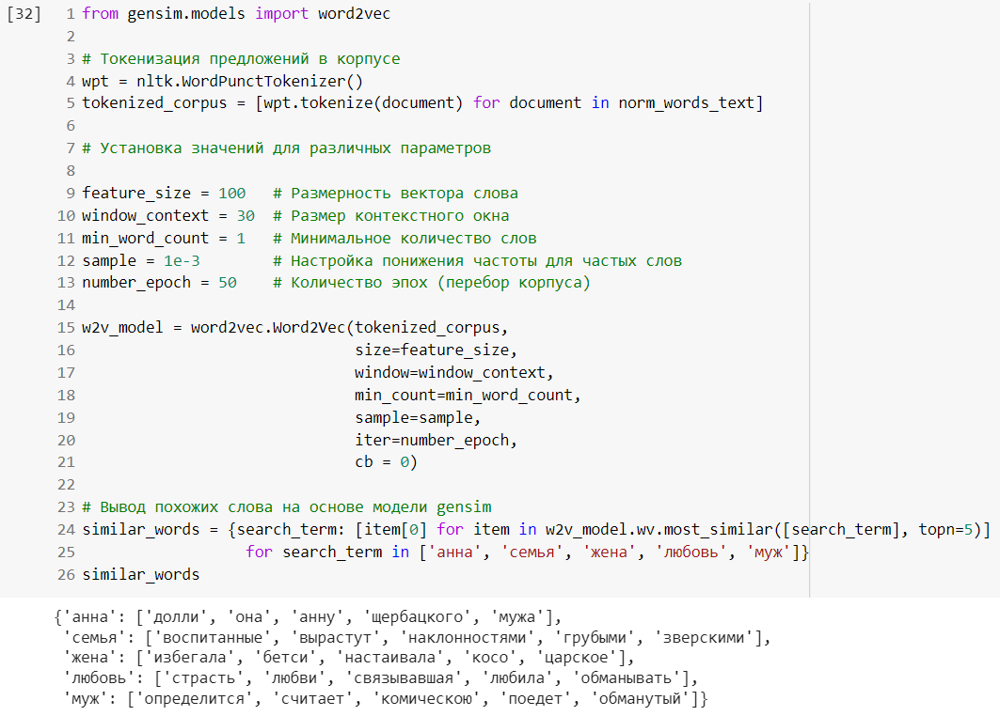 [32] 1 from gensim.models import word2vec
2
3 # Токенизация предложений в корпусе
4 wpt = nltk.WordPunctTokenizer()
5 tokenized_corpus = [wpt.tokenize(document) for document in norm_words_text]
6
7 # Установка значений для различных параметров
8
9 feature_size = 100   # Размерность вектора слова
10 window_context = 30  # Размер контекстного окна
11 min_word_count = 1   # Минимальное количество слов
12 sample = 1e-3        # Настройка понижения частоты для частых слов
13 number_epoch = 50    # Количество эпох (перебор корпуса)
14
15 w2v_model = word2vec.Word2Vec(tokenized_corpus,
16                               size=feature_size,
17                               window=window_context,
18                               min_count=min_word_count,
19                               sample=sample,
20                               iter=number_epoch,
21                               cb = 0)
22
23 # Вывод похожих слова на основе модели gensim
24 similar_words = {search_term: [item[0] for item in w2v_model.wv.most_similar([search_term], topn=5)]
25                   for search_term in ['анна', 'семья', 'жена', 'любовь', 'муж']}
26 similar_words
{'анна': ['долли', 'она', 'анну', 'щербацкого', 'мужа'],
'семья': ['воспитанные', 'вырастут', 'наклонностями', 'грубыми', 'зверскими'],
'жена': ['избегала', 'бетси', 'настаивала', 'косо', 'царское'],
'любовь': ['страсть', 'любви', 'связывавшая', 'любила', 'обманывать'],
'муж': ['определится', 'считает', 'комическою', 'поедет', 'обманутый']}